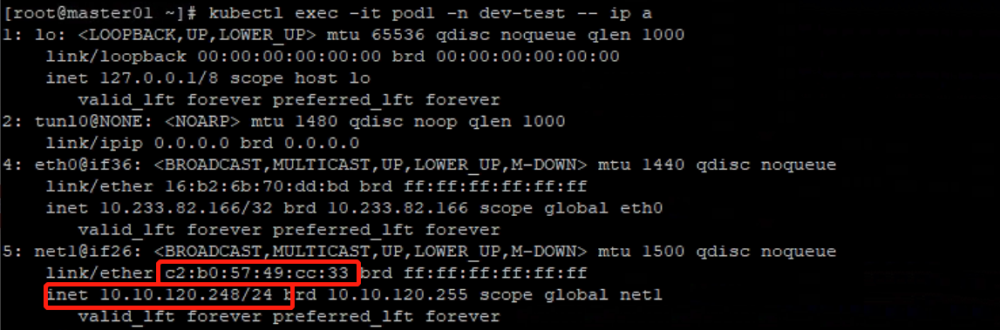 [root@master01 ~]# kubectl exec -it pod1 -n dev-test -- ip a
1: lo: <LOOPBACK,UP,LOWER_UP> mtu 65536 qdisc noqueue qlen 1000
    link/loopback 00:00:00:00:00:00 brd 00:00:00:00:00:00
    inet 127.0.0.1/8 scope host lo
       valid_lft forever preferred_lft forever
2: tunl0@NONE: <NOARP> mtu 1480 qdisc noop qlen 1000
    link/ipip 0.0.0.0 brd 0.0.0.0
4: eth0@if36: <BROADCAST,MULTICAST,UP,LOWER_UP,M-DOWN> mtu 1440 qdisc noqueue
    link/ether 16:b2:6b:70:dd:bd brd ff:ff:ff:ff:ff:ff
    inet 10.233.82.166/32 brd 10.233.82.166 scope global eth0
       valid_lft forever preferred_lft forever
5: net1@if26: <BROADCAST,MULTICAST,UP,LOWER_UP,M-DOWN> mtu 1500 qdisc noqueue
    link/ether c2:b0:57:49:cc:33 brd ff:ff:ff:ff:ff:ff
    inet 10.10.120.248/24 brd 10.10.120.255 scope global net1
       valid_lft forever preferred_lft forever